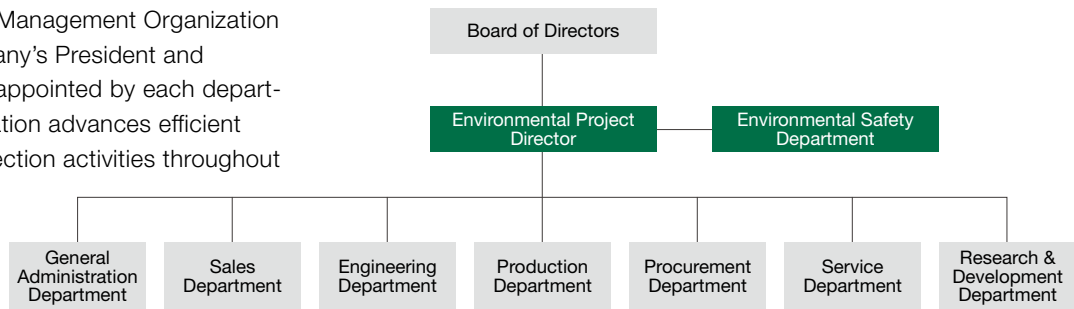 Management Organization
any's President and
appointed by each depart-
ation advances efficient
ection activities throughout
Board of Directors
Environmental Project
Director
Environmental Safety
Department
General
Administration
Department
Sales
Department
Engineering
Department
Production
Department
Procurement
Department
Service
Department
Research &
Development
Department